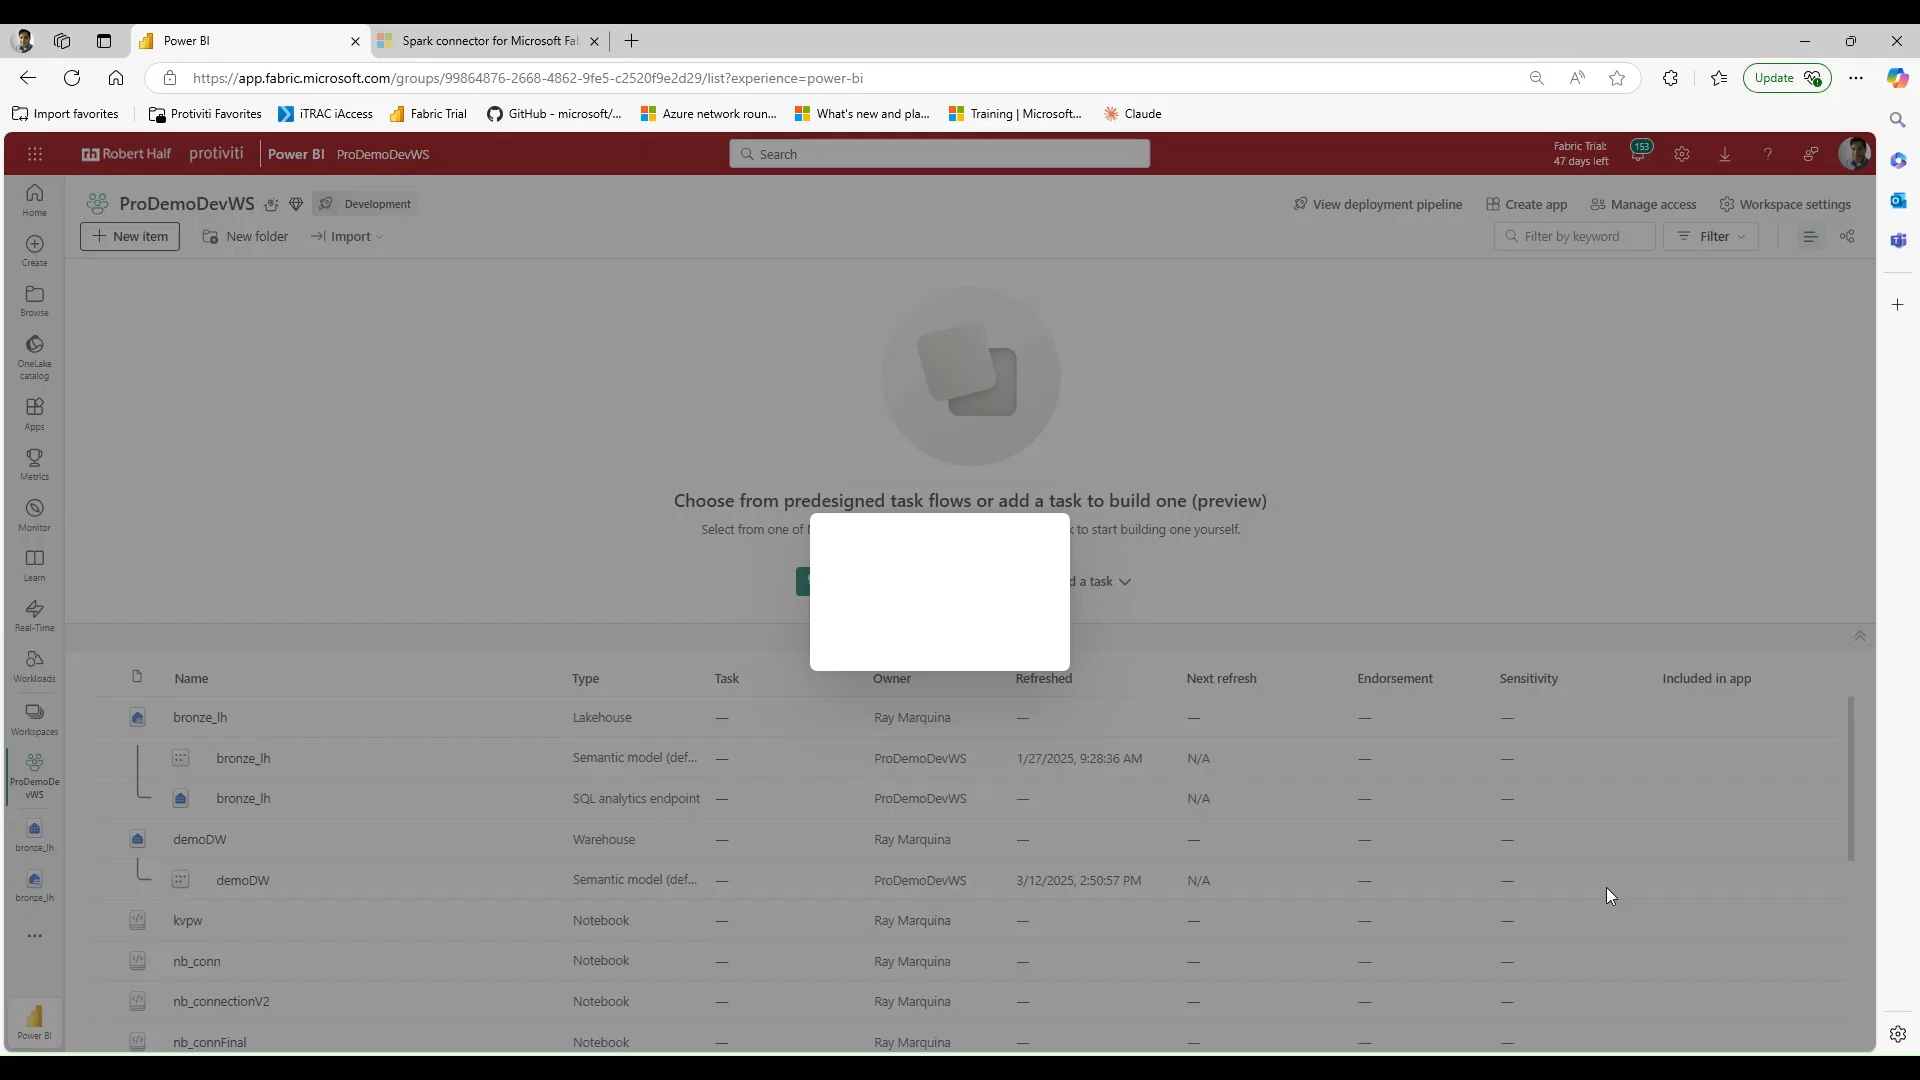 Power BI
Spark connector for Microsoft Fa
https://app.fabric.microsoft.com/groups/99864876-2668-4862-9fe5-c2520f9e2d29/list?experience=power-bi
Update
Import favorites
Protiviti Favorites
iTRAC iAccess
Fabric Trial
GitHub - microsoft/...
Azure network roun...
What's new and pla...
Training | Microsoft...
Claude
rh Robert Half
protiviti
Power BI
ProDemoDevWS
Search
Fabric Trial:
47 days left
153
ProDemoDevWS
Development
View deployment pipeline
Create app
Manage access
Workspace settings
New item
New folder
Import
Filter by keyword
Filter
Home
Create
Browse
OneLake
catalog
Apps
Metrics
Monitor
Learn
Real-Time
Workloads
Workspaces
ProDemoDe
vWS
bronze_lh
bronze_lh
Power BI
Choose from predesigned task flows or add a task to build one (preview)
Select from one of
to start building one yourself.
a task
Name Type Task Owner Refreshed Next refresh Endorsement Sensitivity Included in app
bronze_lh Lakehouse — Ray Marquina — — — —
bronze_lh Semantic model (def... — ProDemoDevWS 1/27/2025, 9:28:36 AM N/A — —
bronze_lh SQL analytics endpoint — ProDemoDevWS — N/A — —
demoDW Warehouse — Ray Marquina — — — —
demoDW Semantic model (def... — ProDemoDevWS 3/12/2025, 2:50:57 PM N/A — —
kvpw Notebook — Ray Marquina — — — —
nb_conn Notebook — Ray Marquina — — — —
nb_connectionV2 Notebook — Ray Marquina — — — —
nb_connFinal Notebook — Ray Marquina — — — —